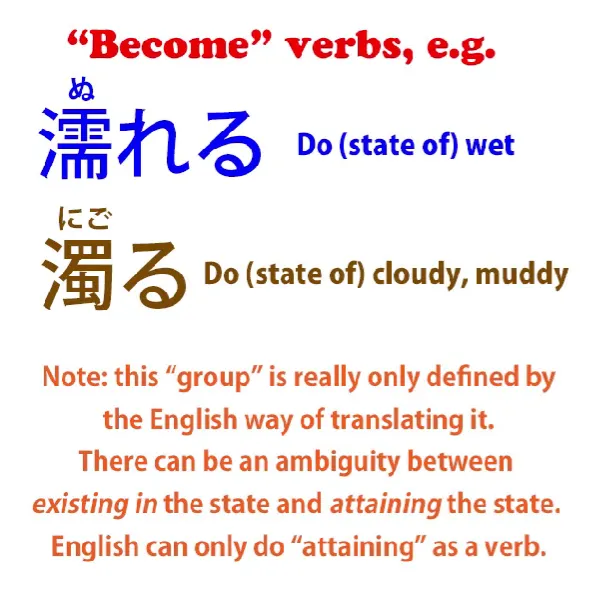 “Become” verbs, e.g.
ぬ
濡れる Do (state of) wet
にご
濁る Do (state of) cloudy, muddy
Note: this “group” is really only defined by
the English way of translating it.
There can be an ambiguity between
existing in the state and attaining the state.
English can only do “attaining” as a verb.